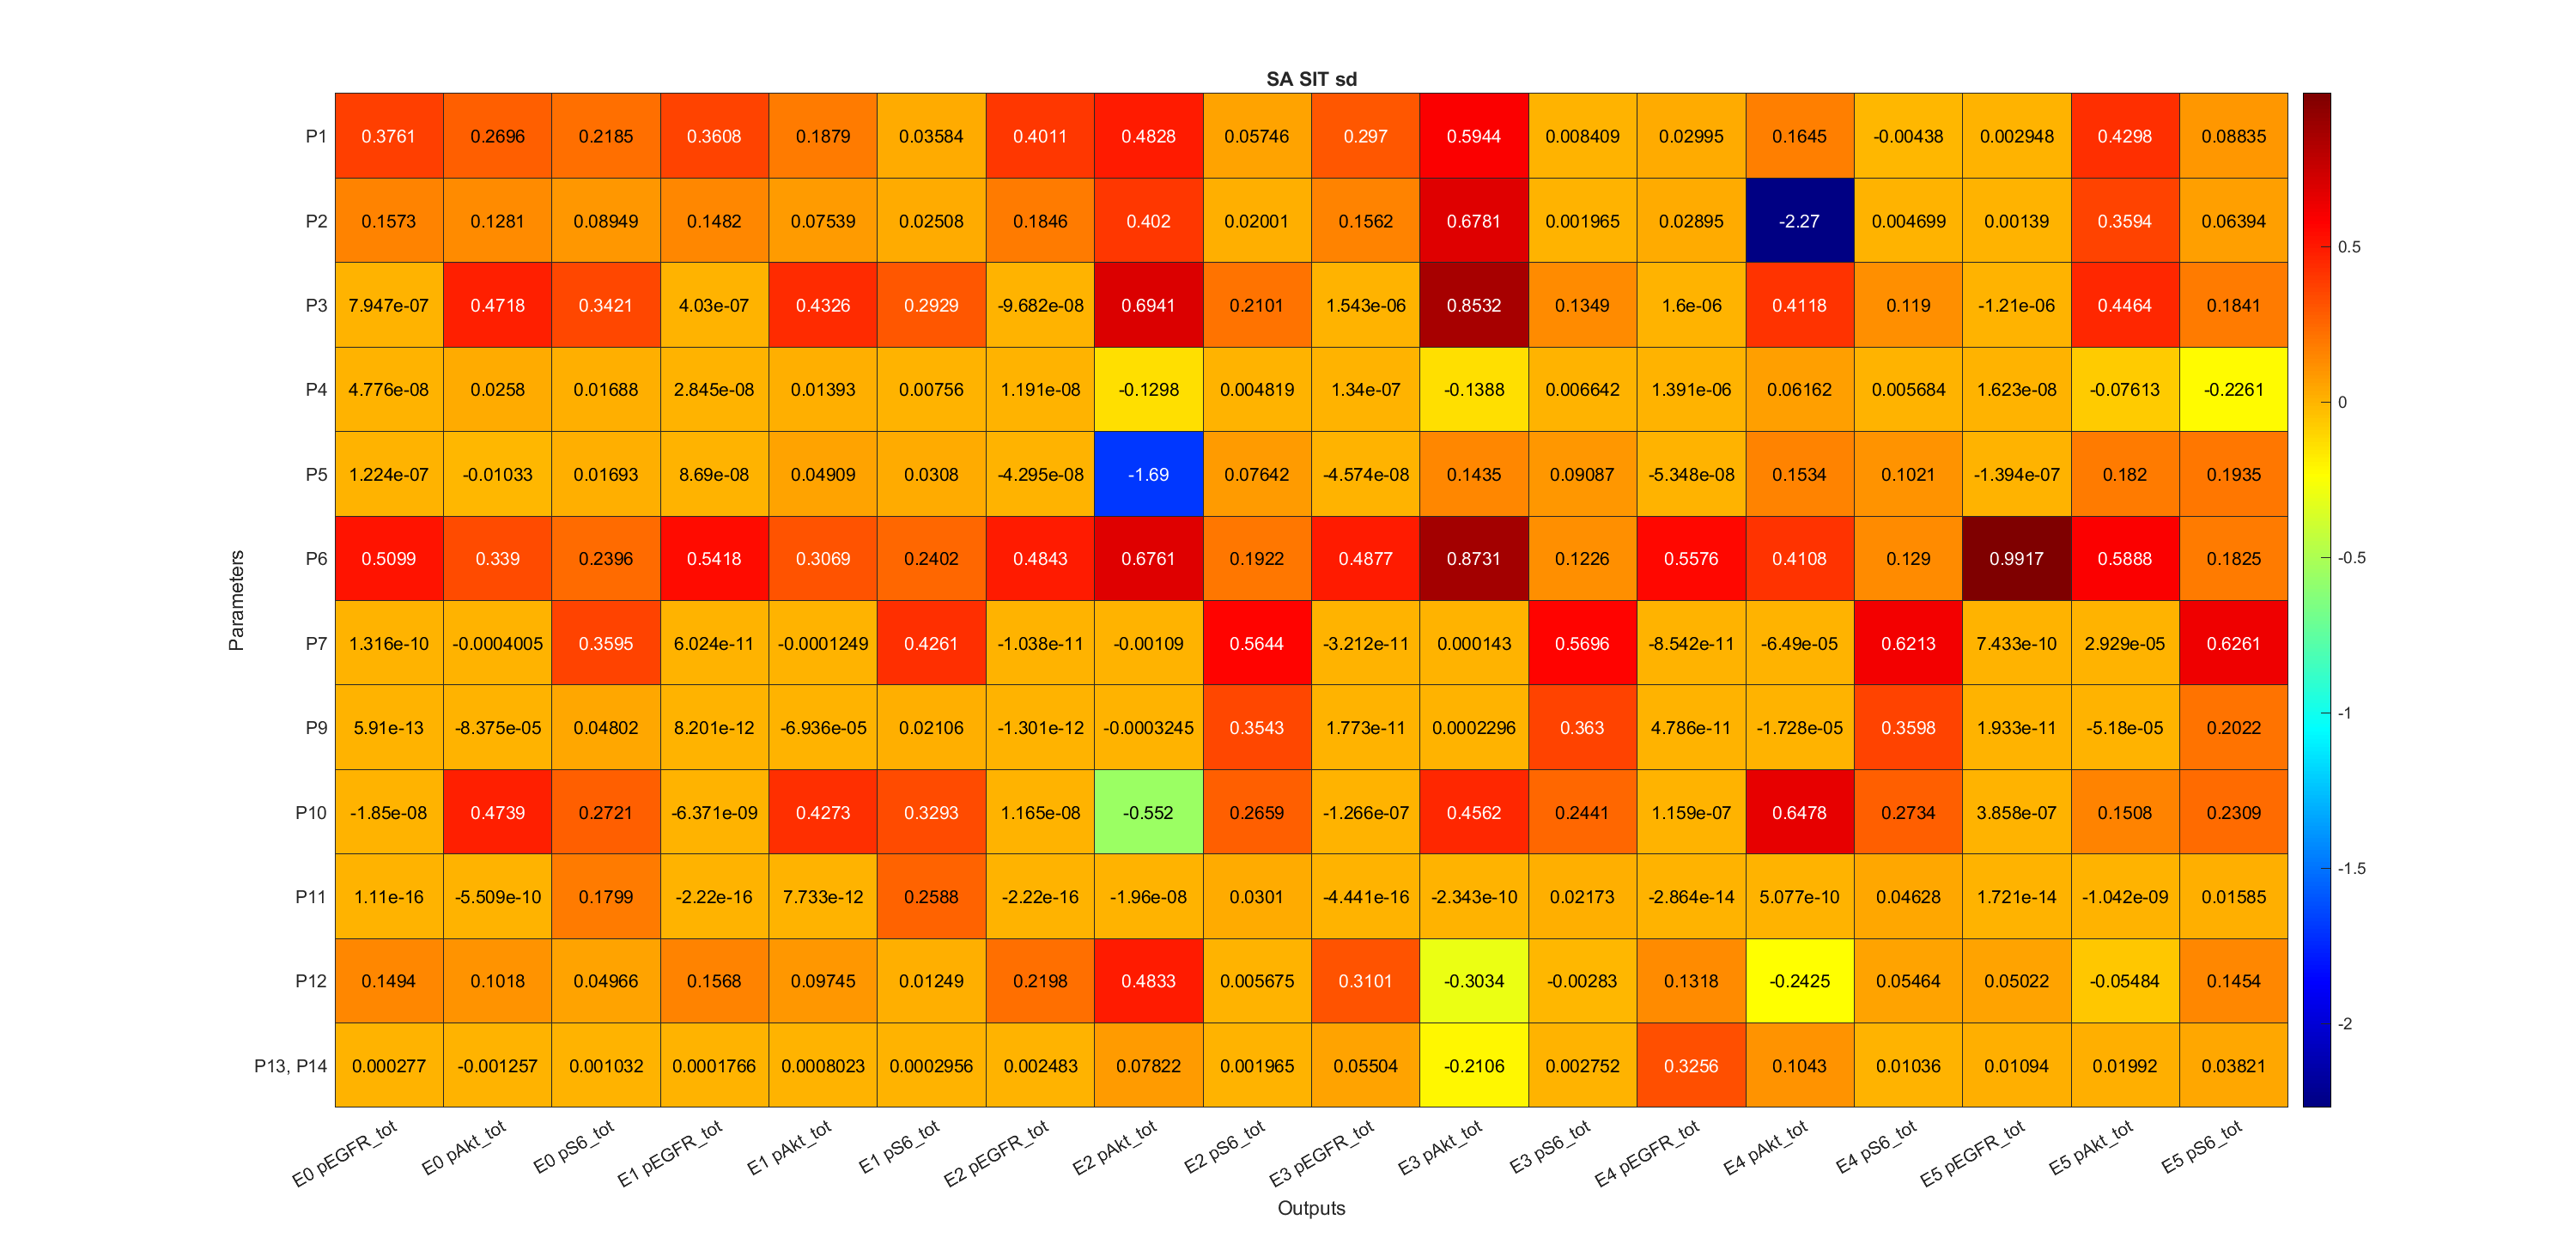 SA SIT sd
P1 0.3761 0.2696 0.2185 0.3608 0.1879 0.03584 0.4011 0.4828 0.05746 0.297 0.5944 0.008409 0.02995 0.1645 -0.00438 0.002948 0.4298 0.08835
P2 0.1573 0.1281 0.08949 0.1482 0.07539 0.02508 0.1846 0.402 0.02001 0.1562 0.6781 0.001965 0.02895 -2.27 0.004699 0.00139 0.3594 0.06394
0.5
P3 7.947e-07 0.4718 0.3421 4.03e-07 0.4326 0.2929 -9.682e-08 0.6941 0.2101 1.543e-06 0.8532 0.1349 1.6e-06 0.4118 0.119 -1.21e-06 0.4464 0.1841
P4 4.776e-08 0.0258 0.01688 2.845e-08 0.01393 0.00756 1.191e-08 -0.1298 0.004819 1.34e-07 -0.1388 0.006642 1.391e-06 0.06162 0.005684 1.623e-08 -0.07613 -0.2261
0
P5 1.224e-07 -0.01033 0.01693 8.69e-08 0.04909 0.0308 -4.295e-08 -1.69 0.07642 -4.574e-08 0.1435 0.09087 -5.348e-08 0.1534 0.1021 -1.394e-07 0.182 0.1935
P6 0.5099 0.339 0.2396 0.5418 0.3069 0.2402 0.4843 0.6761 0.1922 0.4877 0.8731 0.1226 0.5576 0.4108 0.129 0.9917 0.5888 0.1825
-0.5
Parameters
P7 1.316e-10 -0.0004005 0.3595 6.024e-11 -0.0001249 0.4261 -1.038e-11 -0.00109 0.5644 -3.212e-11 0.000143 0.5696 -8.542e-11 -6.49e-05 0.6213 7.433e-10 2.929e-05 0.6261
-1
P9 5.91e-13 -8.375e-05 0.04802 8.201e-12 -6.936e-05 0.02106 -1.301e-12 -0.0003245 0.3543 1.773e-11 0.0002296 0.363 4.786e-11 -1.728e-05 0.3598 1.933e-11 -5.18e-05 0.2022
P10 -1.85e-08 0.4739 0.2721 -6.371e-09 0.4273 0.3293 1.165e-08 -0.552 0.2659 -1.266e-07 0.4562 0.2441 1.159e-07 0.6478 0.2734 3.858e-07 0.1508 0.2309
-1.5
P11 1.11e-16 -5.509e-10 0.1799 -2.22e-16 7.733e-12 0.2588 -2.22e-16 -1.96e-08 0.0301 -4.441e-16 -2.343e-10 0.02173 -2.864e-14 5.077e-10 0.04628 1.721e-14 -1.042e-09 0.01585
P12 0.1494 0.1018 0.04966 0.1568 0.09745 0.01249 0.2198 0.4833 0.005675 0.3101 -0.3034 -0.00283 0.1318 -0.2425 0.05464 0.05022 -0.05484 0.1454
-2
P13, P14 0.000277 -0.001257 0.001032 0.0001766 0.0008023 0.0002956 0.002483 0.07822 0.001965 0.05504 -0.2106 0.002752 0.3256 0.1043 0.01036 0.01094 0.01992 0.03821
E0 pEGFR_tot E0 pAkt_tot E0 pS6_tot E1 pEGFR_tot E1 pAkt_tot E1 pS6_tot E2 pEGFR_tot E2 pAkt_tot E2 pS6_tot E3 pEGFR_tot E3 pAkt_tot E3 pS6_tot E4 pEGFR_tot E4 pAkt_tot E4 pS6_tot E5 pEGFR_tot E5 pAkt_tot E5 pS6_tot
Outputs